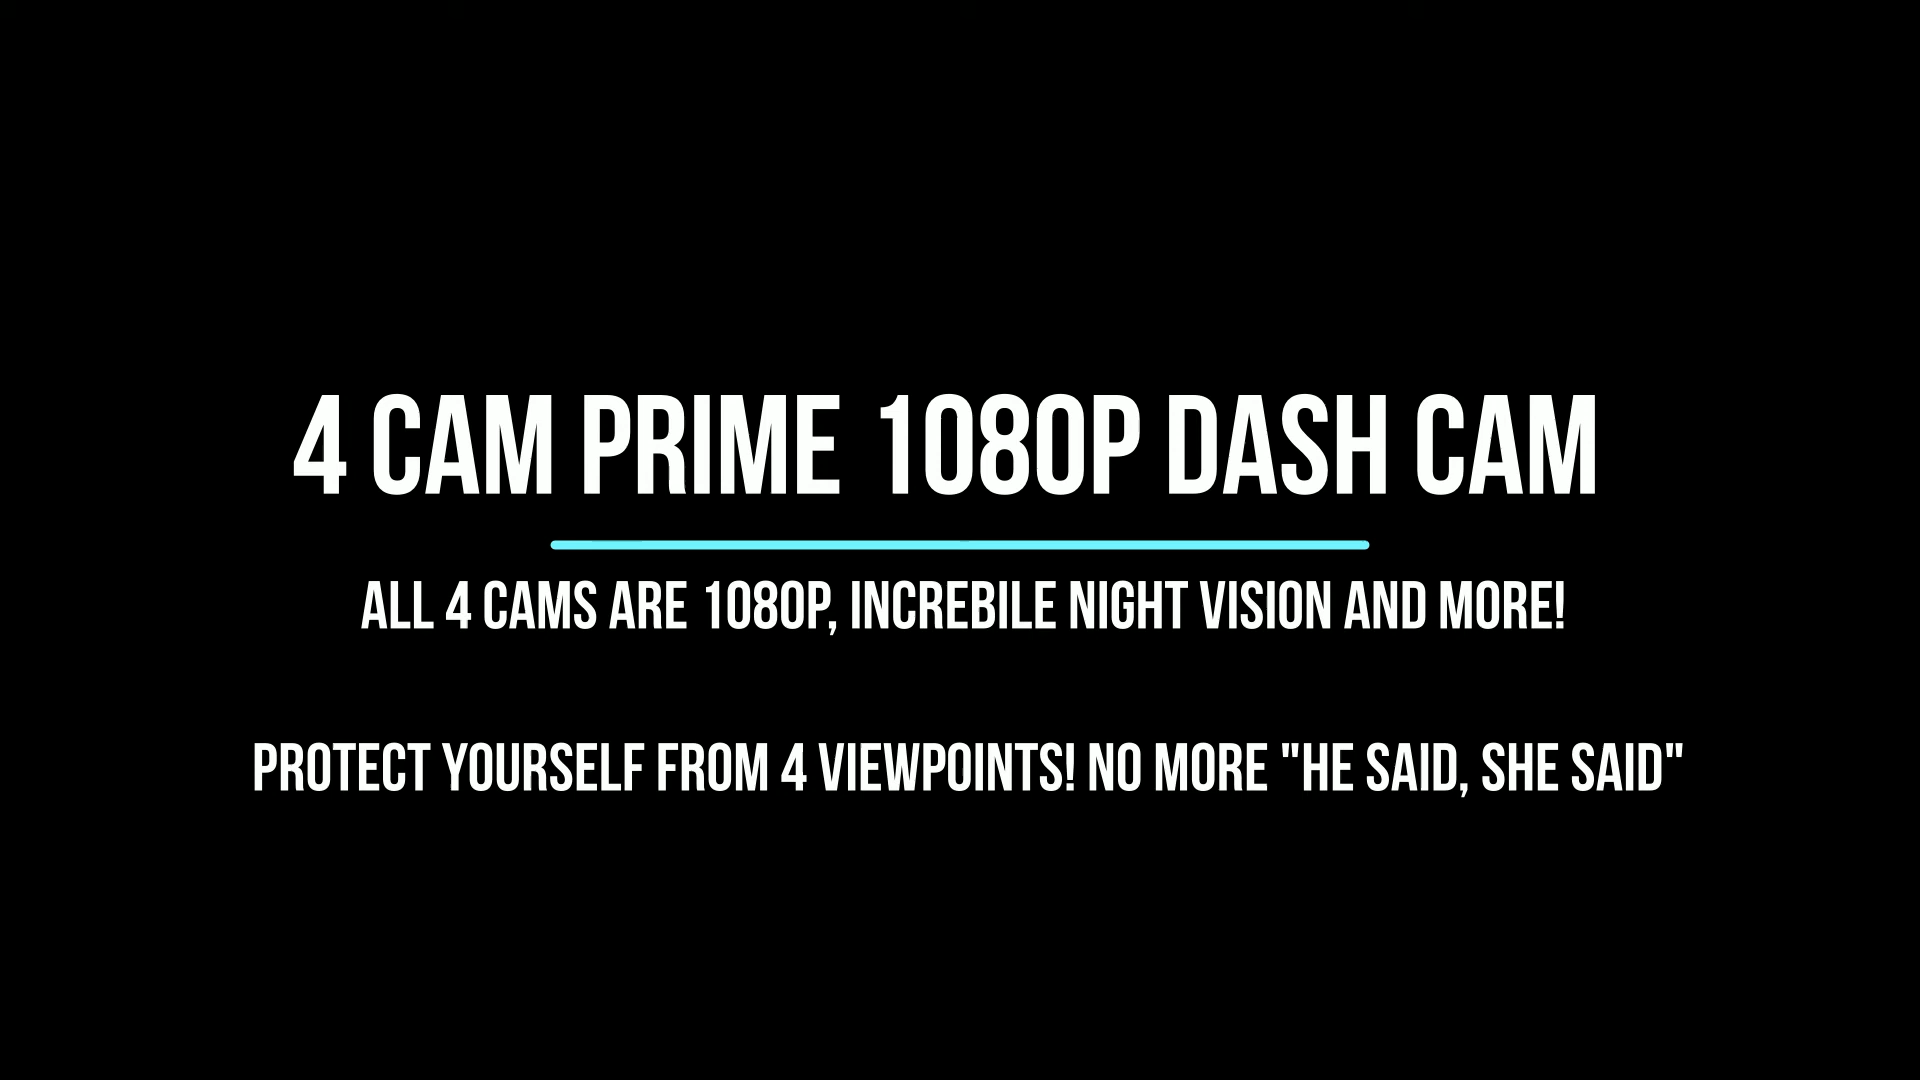 4 CAM PRIME 1080P DASH CAM
ALL 4 CAMS ARE 1080P, INCREBILE NIGHT VISION AND MORE!
PROTECT YOURSELF FROM 4 VIEWPOINTS! NO MORE "HE SAID, SHE SAID"